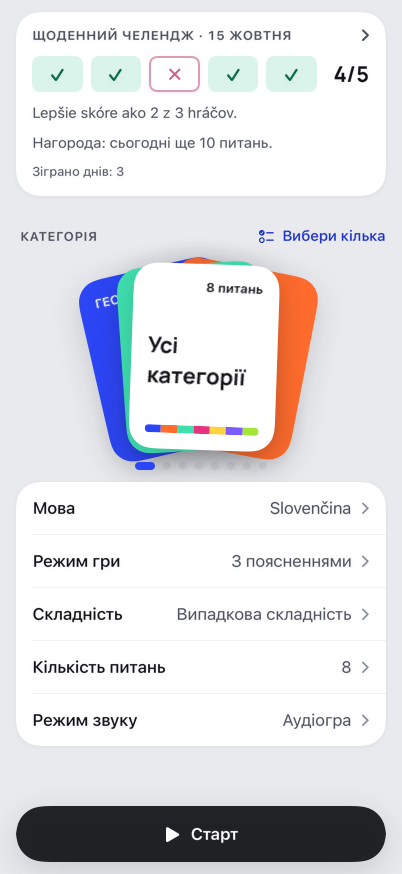 ЩОДЕННИЙ ЧЕЛЕНДЖ · 15 ЖОВТНЯ
4/5
Lepšie skóre ako 2 z 3 hráčov.
Нагорода: сьогодні ще 10 питань.
Зіграно днів: 3
КАТЕГОРІЯ
Вибери кілька
ГЕО
8 питань
Усі
категорії
Мова
Slovenčina
Режим гри
З поясненнями
Складність
Випадкова складність
Кількість питань
8
Режим звуку
Аудіогра
Старт